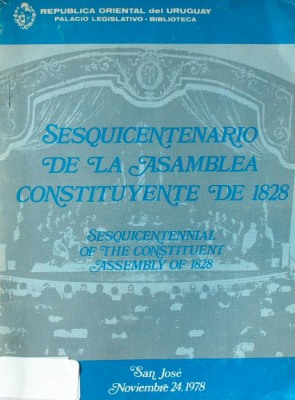 REPUBLICA ORIENTAL del URUGUAY
PALACIO LEGISLATIVO - BIBLIOTECA
SESQUICENTENARIO
DE LA ASAMBLEA
CONSTITUYENTE DE 1828
SESQUICENTENNIAL
OF THE CONSTITUENT
ASSEMBLY OF 1828
San José
Noviembre 24.1978